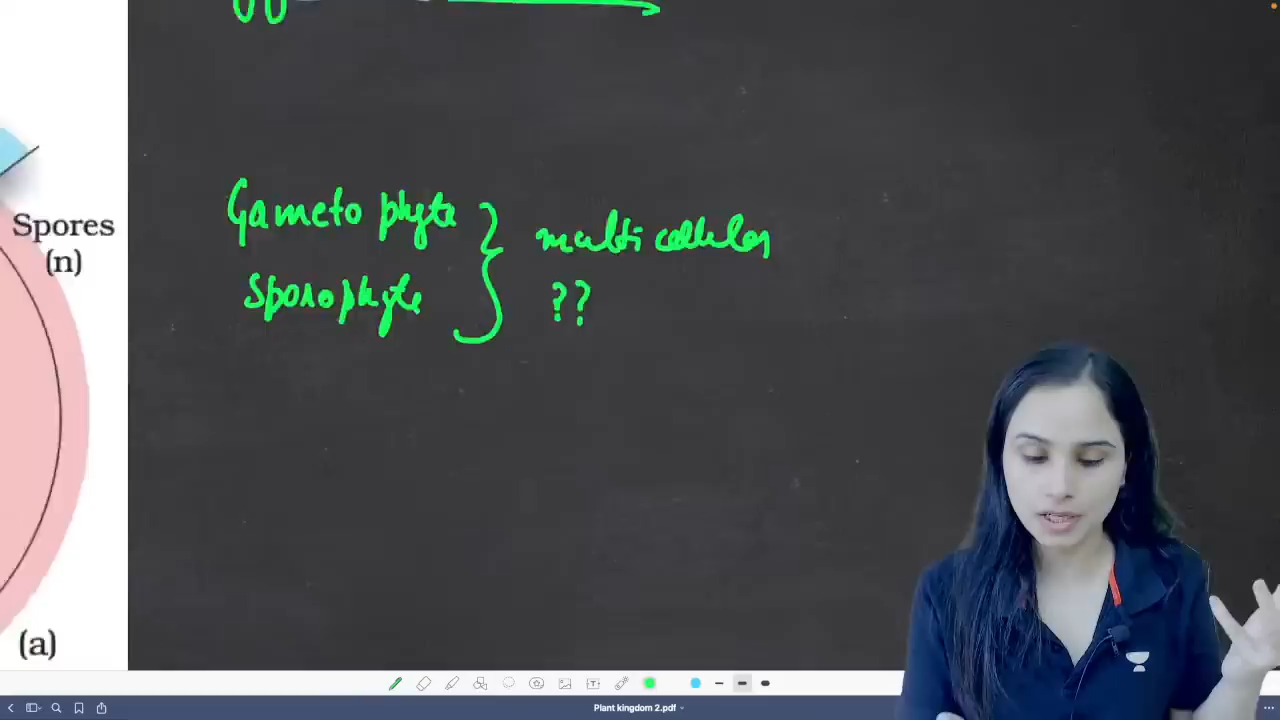 Spores
(n)
Gameto phyte
Sporophyte
multi cellular
??
(a)
Plant kingdom 2.pdf